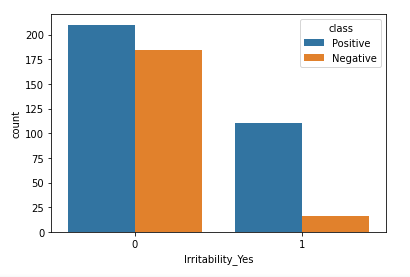 class
Positive
Negative
200
175
150
125
100
75
50
25
0
count
0 1
Irritability_Yes